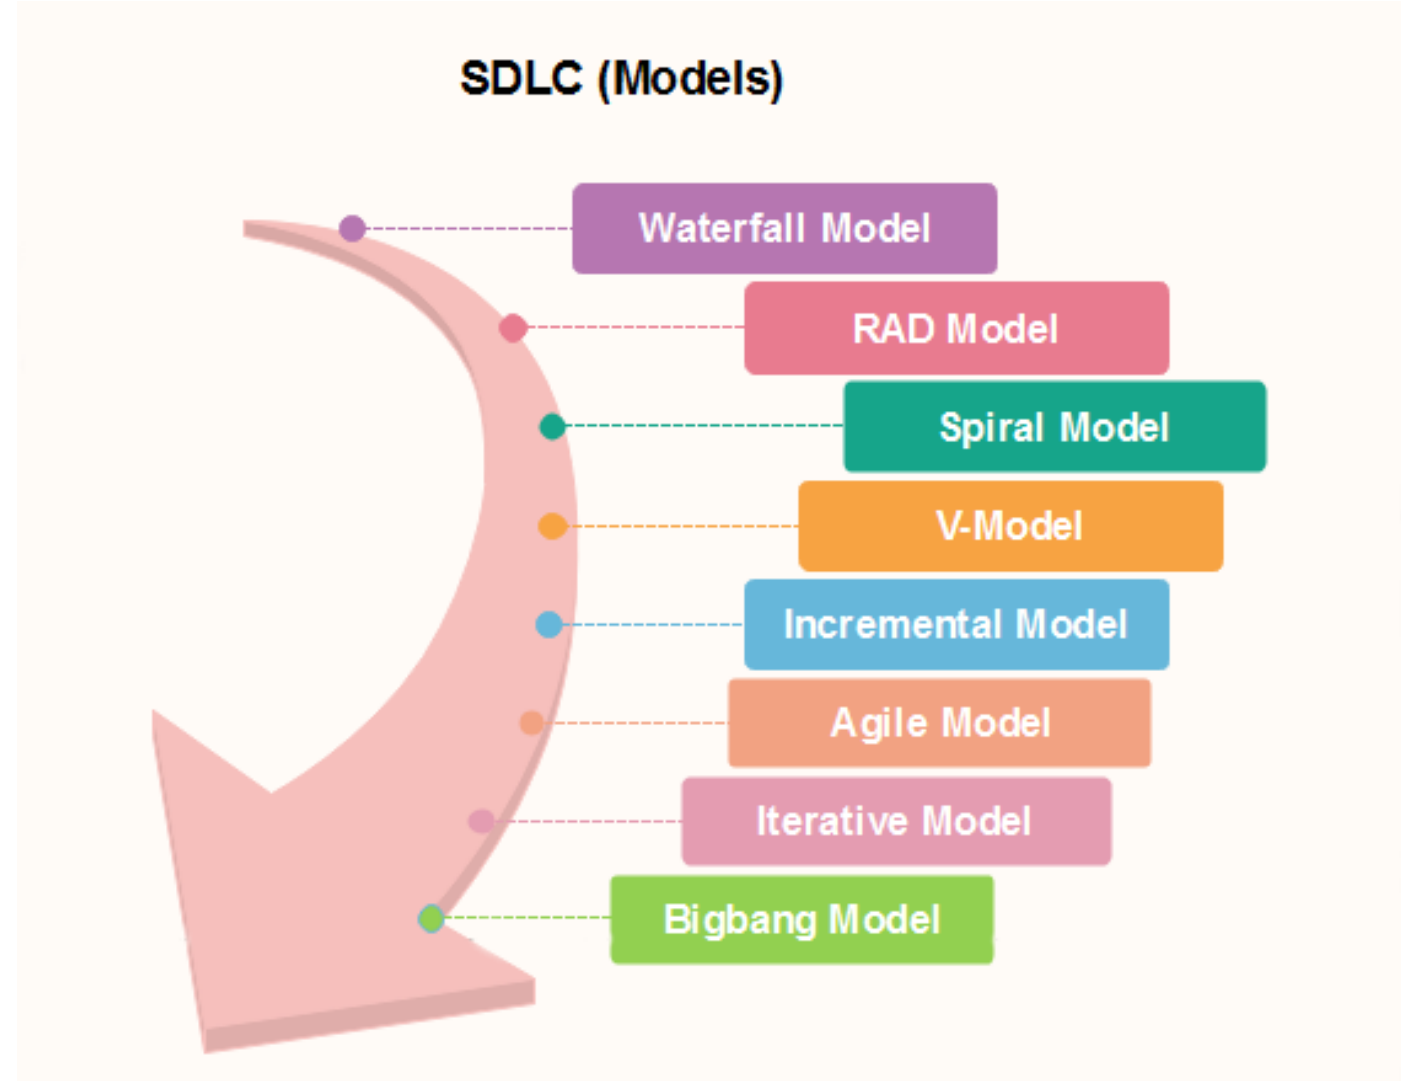 SDLC (Models)
Waterfall Model
RAD Model
Spiral Model
V-Model
Incremental Model
Agile Model
Iterative Model
Bigbang Model